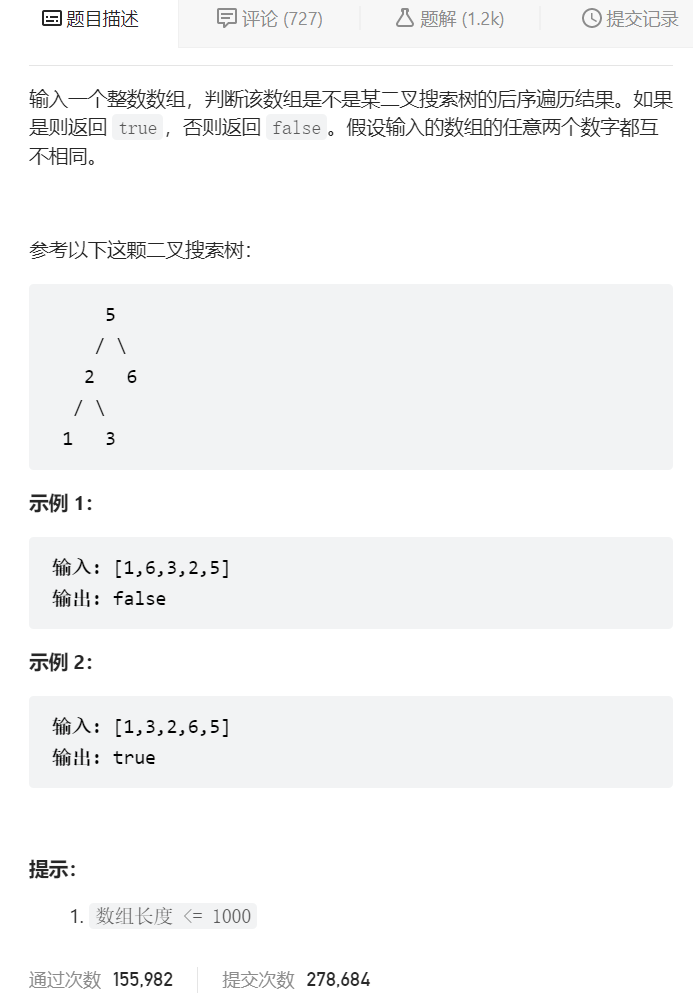 题目描述 评论 (727) 题解 (1.2k) 提交记录
输入一个整数数组，判断该数组是不是某二叉搜索树的后序遍历结果。如果
是则返回 true，否则返回 false。假设输入的数组的任意两个数字都互
不相同。
参考以下这颗二叉搜索树：
5
/ \
2 6
/ \
1 3
示例 1：
输入: [1,6,3,2,5]
输出: false
示例 2：
输入: [1,3,2,6,5]
输出: true
提示：
1. 数组长度 <= 1000
通过次数 155,982 提交次数 278,684